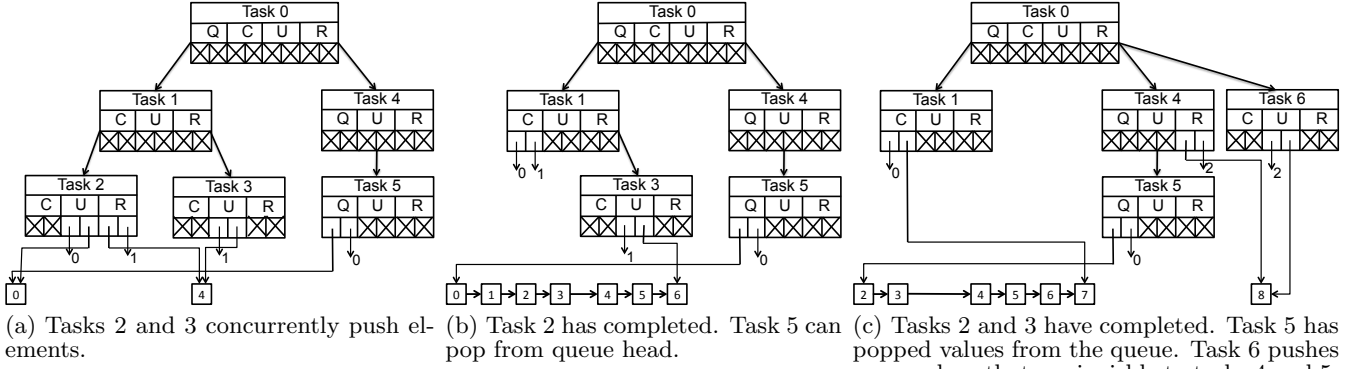 Task 0
Q C U R
Task 1
C U R
Task 4
Q U R
Task 2
C U R
0 1
Task 3
C U R
1
Task 5
Q U R
0
0 4
(a) Tasks 2 and 3 concurrently push el-
ements.
Task 0
Q C U R
Task 1
C U R
0 1
Task 4
Q U R
Task 3
C U R
1
Task 5
Q U R
0
0 1 2 3 4 5 6
(b) Task 2 has completed. Task 5 can
pop from queue head.
Task 0
Q C U R
Task 1
C U R
0
Task 4
Q U R
2
Task 6
C U R
2
Task 5
Q U R
0
2 3 4 5 6 7 8
(c) Tasks 2 and 3 have completed. Task 5 has
popped values from the queue. Task 6 pushes